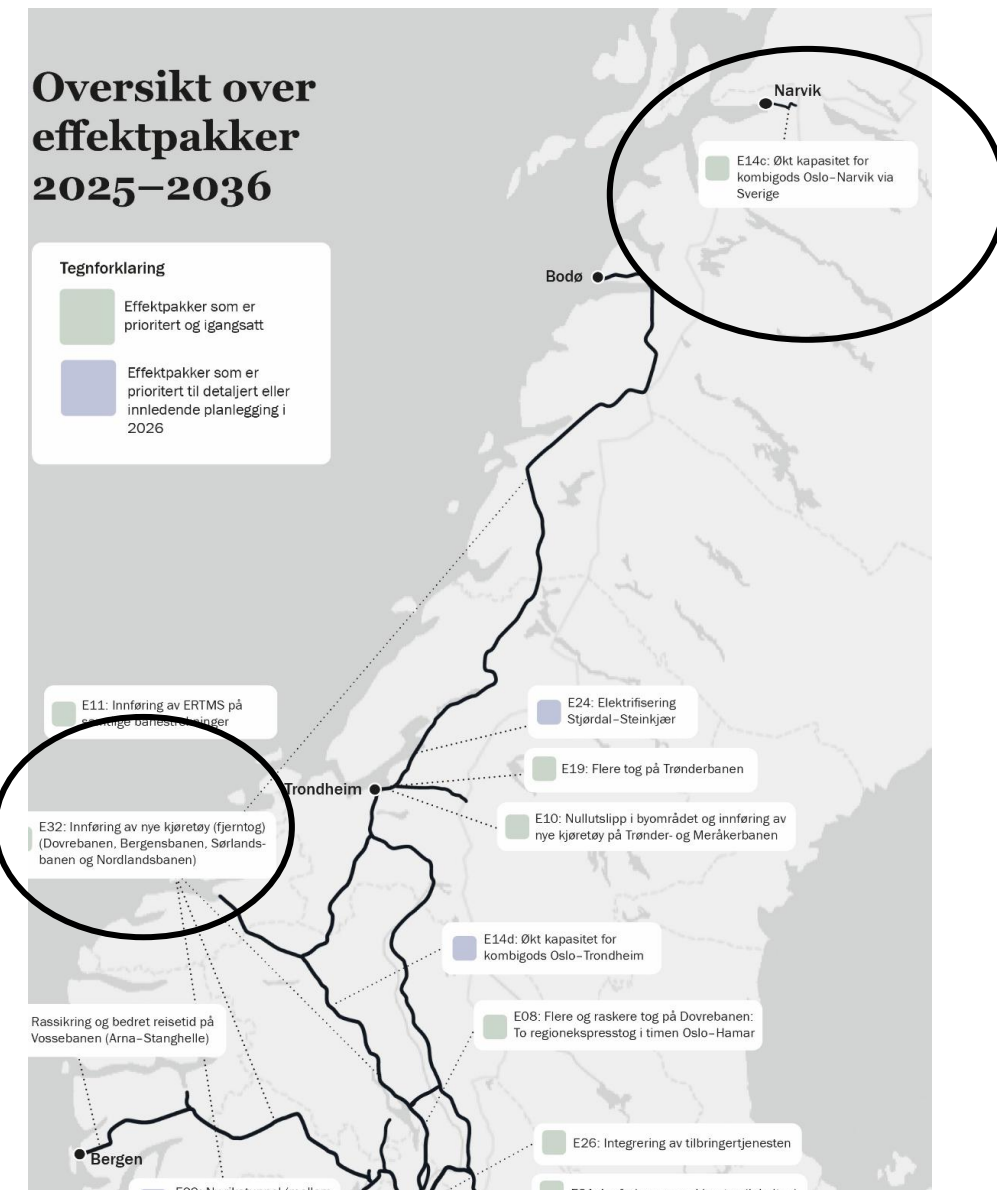 Oversikt over
effektpakker
2025–2036
Tegnforklaring
Effektpakker som er
prioritert og igangsatt
Effektpakker som er
prioritert til detaljert eller
innledende planlegging i
2026
Narvik
E14c: Økt kapasitet for
kombigods Oslo–Narvik via
Sverige
Bodø
E11: Innføring av ERTMS på
samtlige banestrekninger
E24: Elektrifisering
Stjørdal–Steinkjær
E19: Flere tog på Trønderbanen
Trondheim
E10: Nullutslipp i byområdet og innføring av
nye kjøretøy på Trønder- og Meråkerbanen
E32: Innføring av nye kjøretøy (fjerntog)
(Dovrebanen, Bergensbanen, Sørlands-
banen og Nordlandsbanen)
E14d: Økt kapasitet for
kombigods Oslo–Trondheim
Rassikring og bedret reisetid på
Vossebanen (Arna–Stanghelle)
E08: Flere og raskere tog på Dovrebanen:
To regionekspresstog i timen Oslo–Hamar
E26: Integrering av tilbringertjenesten
Bergen